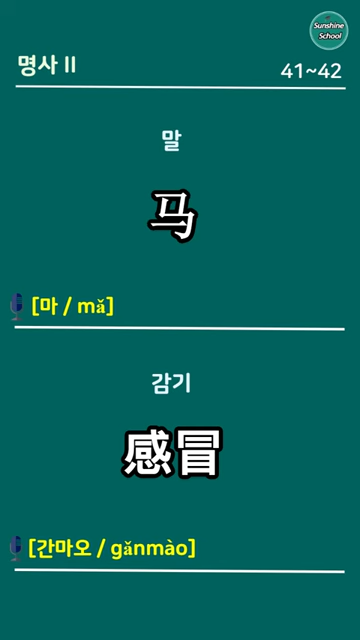 Sunshine
School
명사 II
41~42
말
马
[마 / mǎ]
감기
感冒
[간마오 / gǎnmào]